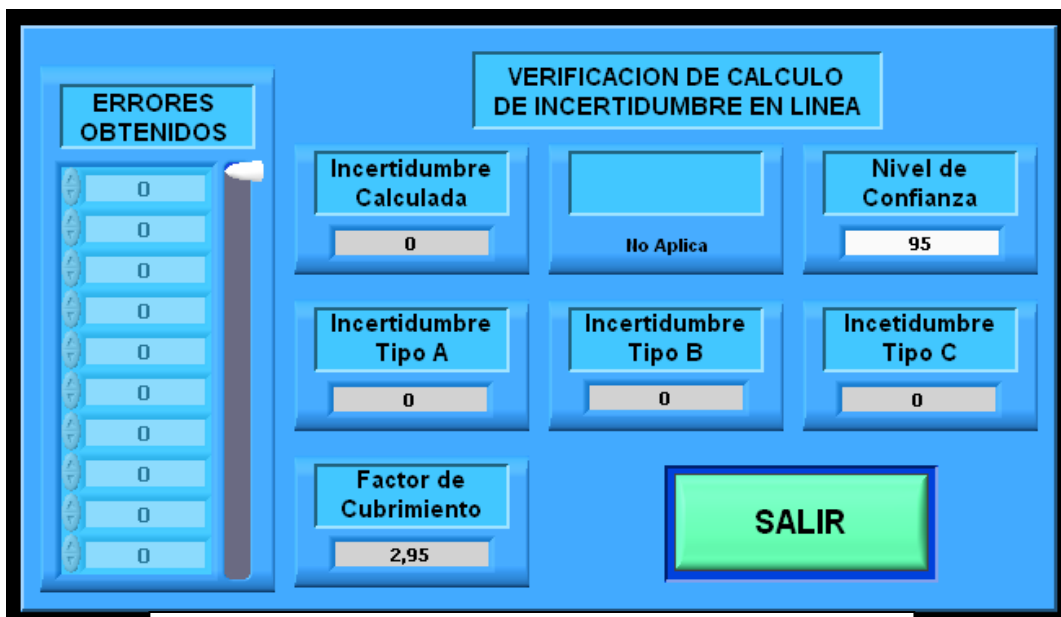 VERIFICACION DE CALCULO
DE INCERTIDUMBRE EN LINEA
ERRORES
OBTENIDOS
0
0
0
0
0
0
0
0
0
0
Incertidumbre
Calculada
0
No Aplica
Nivel de
Confianza
95
Incertidumbre
Tipo A
0
Incertidumbre
Tipo B
0
Incetidumbre
Tipo C
0
Factor de
Cubrimiento
2,95
SALIR